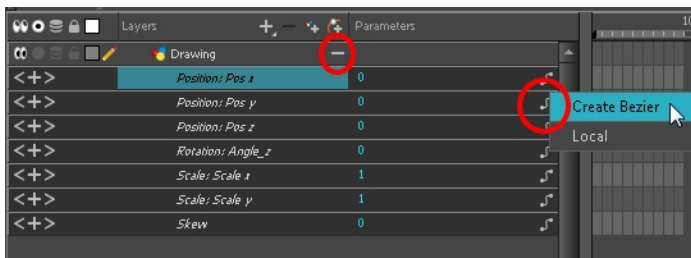 Layers Parameters 10
Drawing
Position: Pos x 0
Position: Pos y 0
Create Bezier
Position: Pos z 0
Local
Rotation: Angle_z 0
Scale: Scale x 1
Scale: Scale y 1
Skew 0